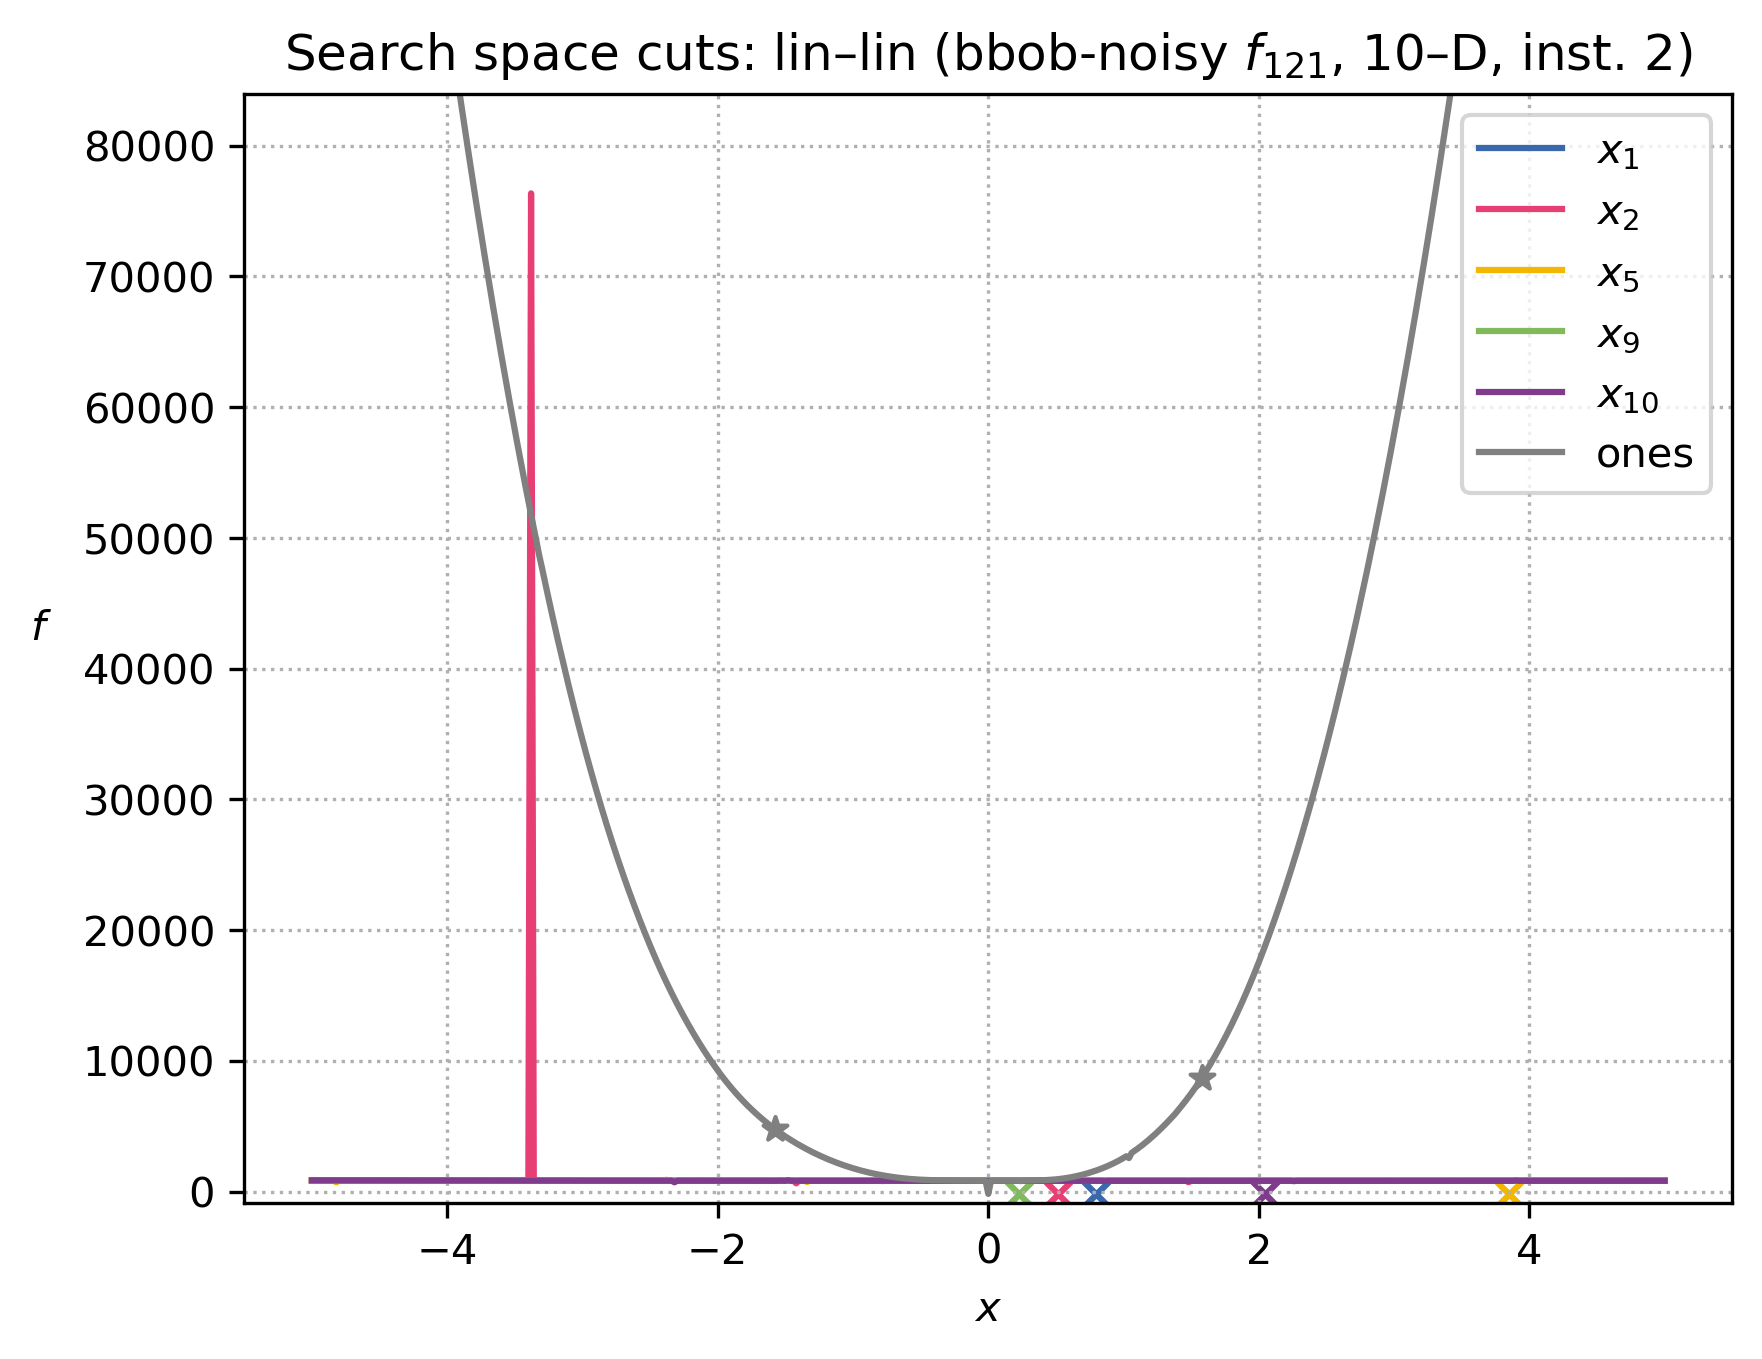 Search space cuts: lin–lin (bbob-noisy f₁₂₁, 10–D, inst. 2)
80000
70000
60000
50000
40000
30000
20000
10000
0
f
x₁
x₂
x₅
x₉
x₁₀
ones
−4
−2
0
2
4
x